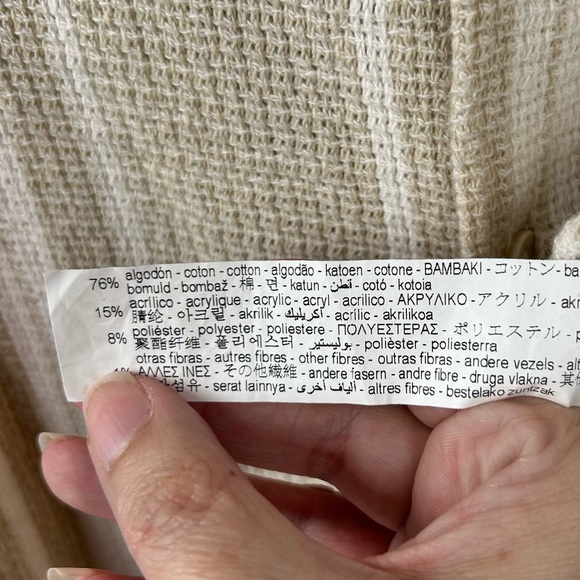 76% algodón - coton - cotton - algodão - katoen - cotone - BAMBAKI - コットン - ba
bomuld - bombaž - 棉 - 면 - katun - قطن - cotó - kotoia
15% acrílico - acrylique - acrylic - acryl - acrilico - ΑΚΡΥΛΙΚΟ - アクリル - akr
腈纶 - 아크릴 - akrilik - اكريليك - acrílic - akrilikoa
8% poliéster - polyester - poliestere - ΠΟΛΥΕΣΤΕΡΑΣ - ポリエステル - p
聚酯纤维 - 폴리에스터 - بوليستير - polièster - poliesterra
otras fibras - autres fibres - other fibres - outras fibras - andere vezels - alt
1% ΑΛΛΕΣ ΙΝΕΣ - その他繊維 - andere fasern - andre fibre - druga vlakna - 其
섬유 - serat lainnya - ألياف أخرى - altres fibres - bestelako zuntzak